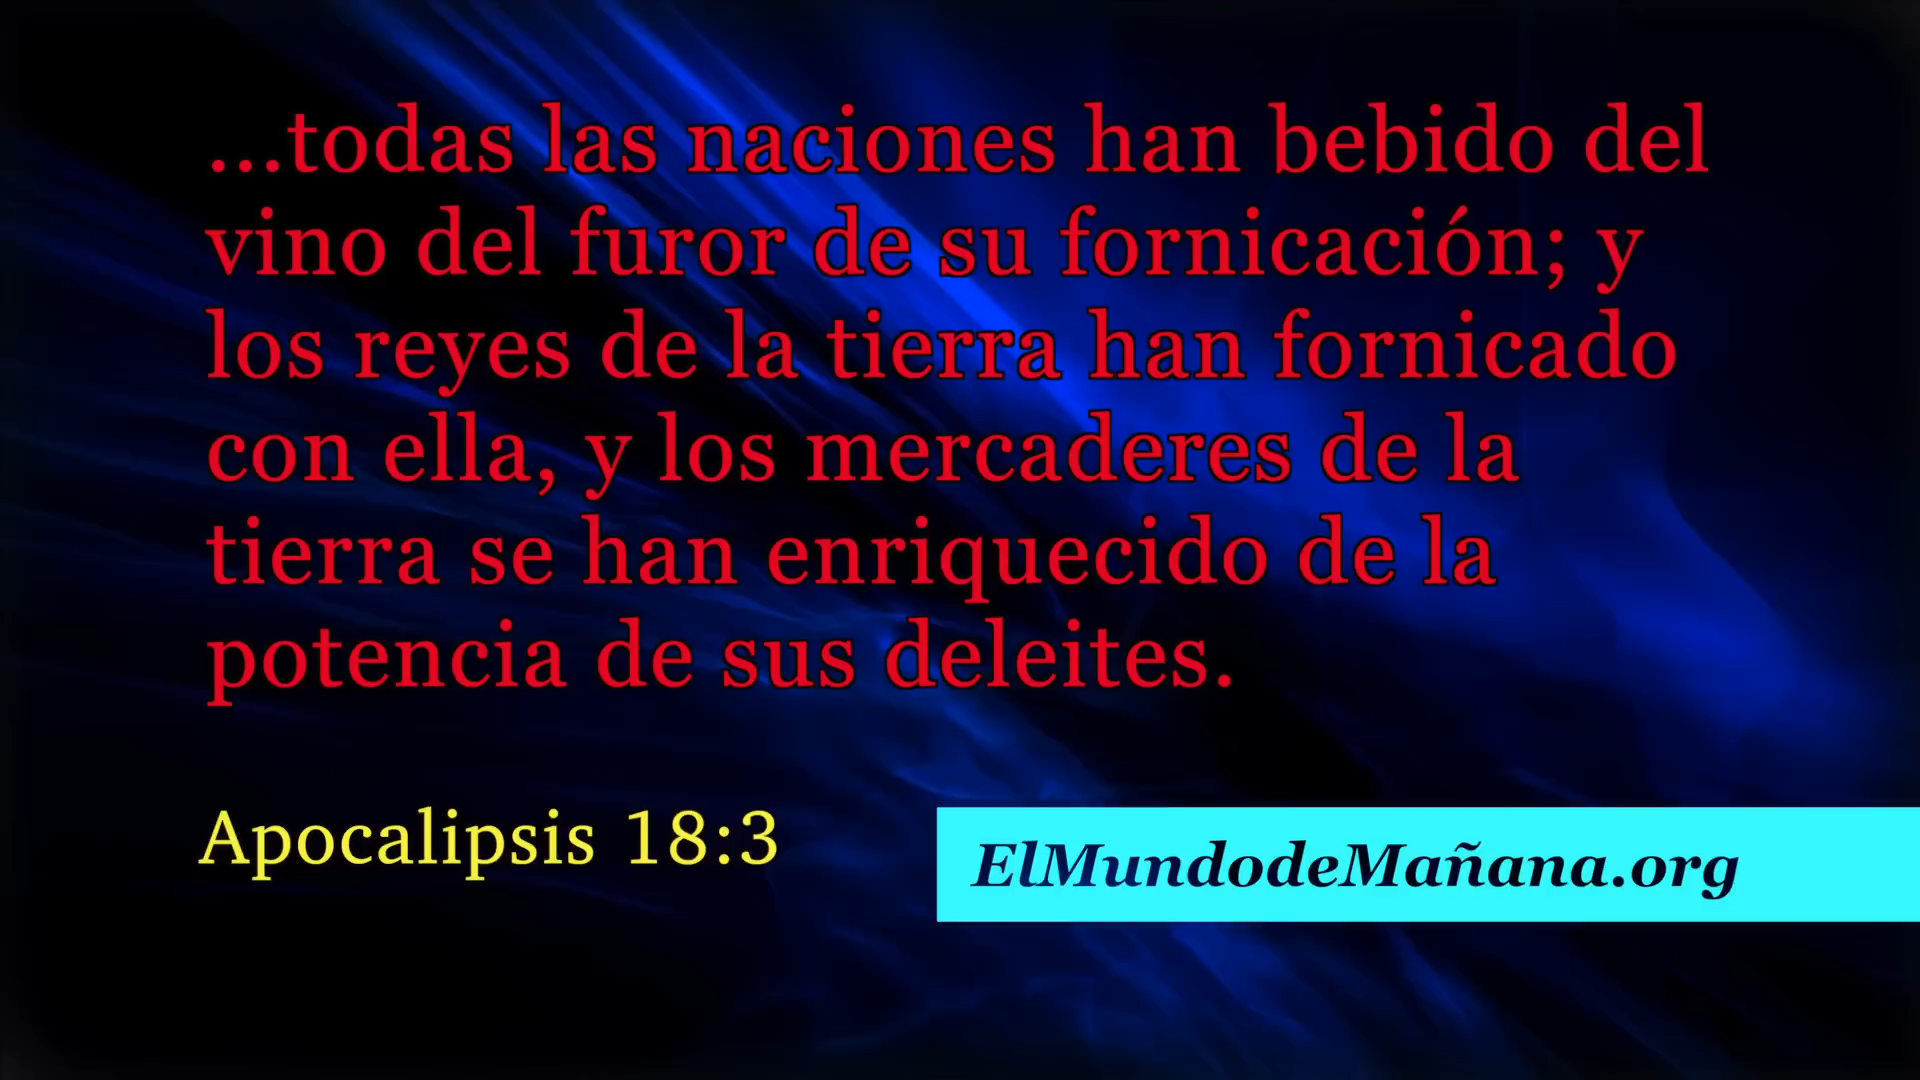 ...todas las naciones han bebido del
vino del furor de su fornicación; y
los reyes de la tierra han fornicado
con ella, y los mercaderes de la
tierra se han enriquecido de la
potencia de sus deleites.
Apocalipsis 18:3
ElMundodeMañana.org